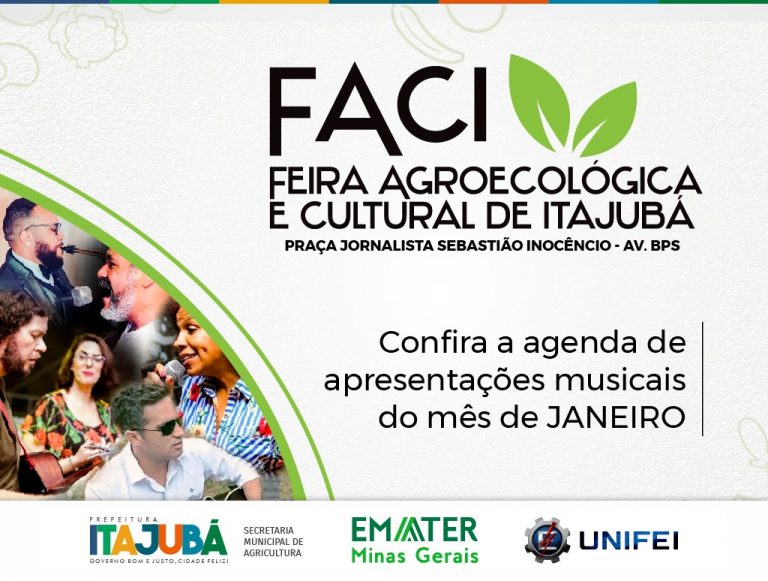 FACI
FEIRA AGROECOLÓGICA
E CULTURAL DE ITAJUBÁ
PRAÇA JORNALISTA SEBASTIÃO INOCÊNCIO - AV. BPS
Confira a agenda de
apresentações musicais
do mês de JANEIRO
PREFEITURA
ITAJUBÁ
GOVERNO BOM E JUSTO, CIDADE FELIZ!
SECRETARIA
MUNICIPAL DE
AGRICULTURA
EMATER
Minas Gerais
UNIFEI